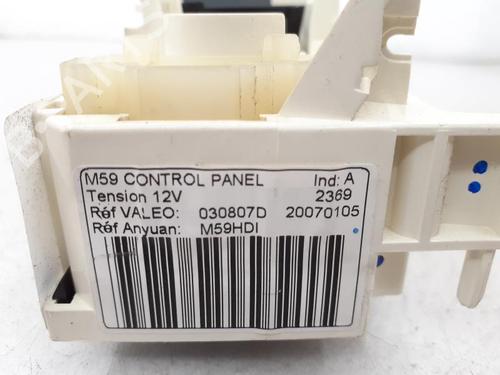 M59 CONTROL PANEL Ind: A
Tension 12V 2369
Réf VALEO: 030807D 20070105
Réf Anyuan: M59HDI